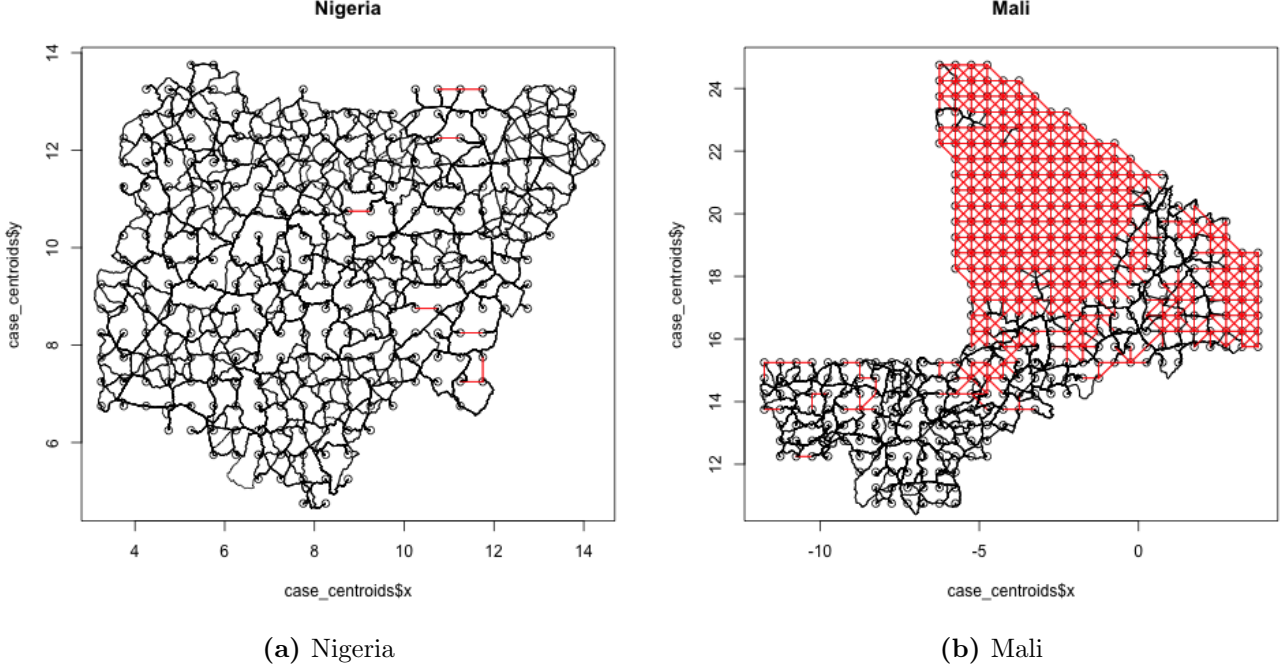 Nigeria
14
12
10
8
6
case_centroids$y
4 6 8 10 12 14
case_centroids$x
(a) Nigeria
Mali
24
22
20
18
16
14
12
case_centroids$y
-10 -5 0
case_centroids$x
(b) Mali